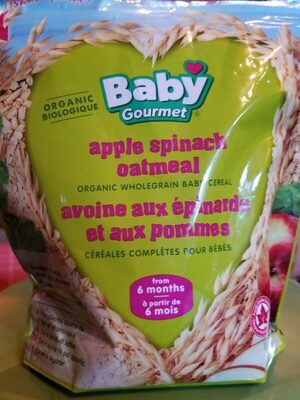 ORGANIC
BIOLOGIQUE
Baby
Gourmet
apple spinach
oatmeal
ORGANIC WHOLEGRAIN BABY CEREAL
avoine aux épinards
et aux pommes
CÉRÉALES COMPLÈTES POUR BÉBÉS
from
6 months
à partir de
6 mois